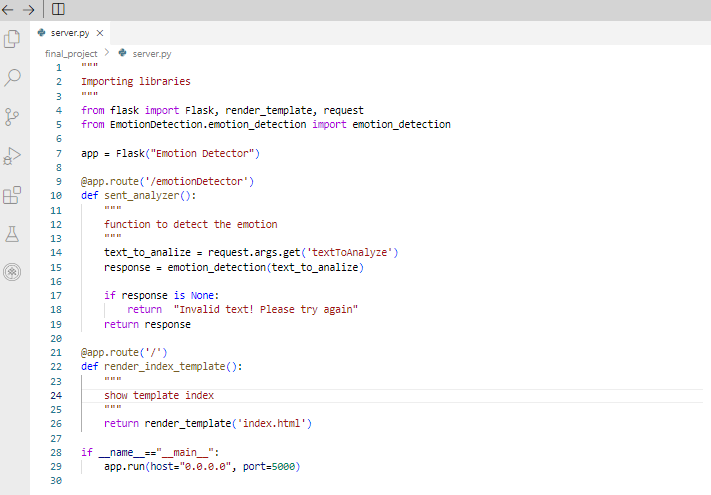 server.py
final_project > server.py
1 """
2 Importing libraries
3 """
4 from flask import Flask, render_template, request
5 from EmotionDetection.emotion_detection import emotion_detection
6
7 app = Flask("Emotion Detector")
8
9 @app.route('/emotionDetector')
10 def sent_analyzer():
11     """
12     function to detect the emotion
13     """
14     text_to_analize = request.args.get('textToAnalyze')
15     response = emotion_detection(text_to_analize)
16
17     if response is None:
18         return  "Invalid text! Please try again"
19     return response
20
21 @app.route('/')
22 def render_index_template():
23     """
24     show template index
25     """
26     return render_template('index.html')
27
28 if __name__=="__main__":
29     app.run(host="0.0.0.0", port=5000)
30